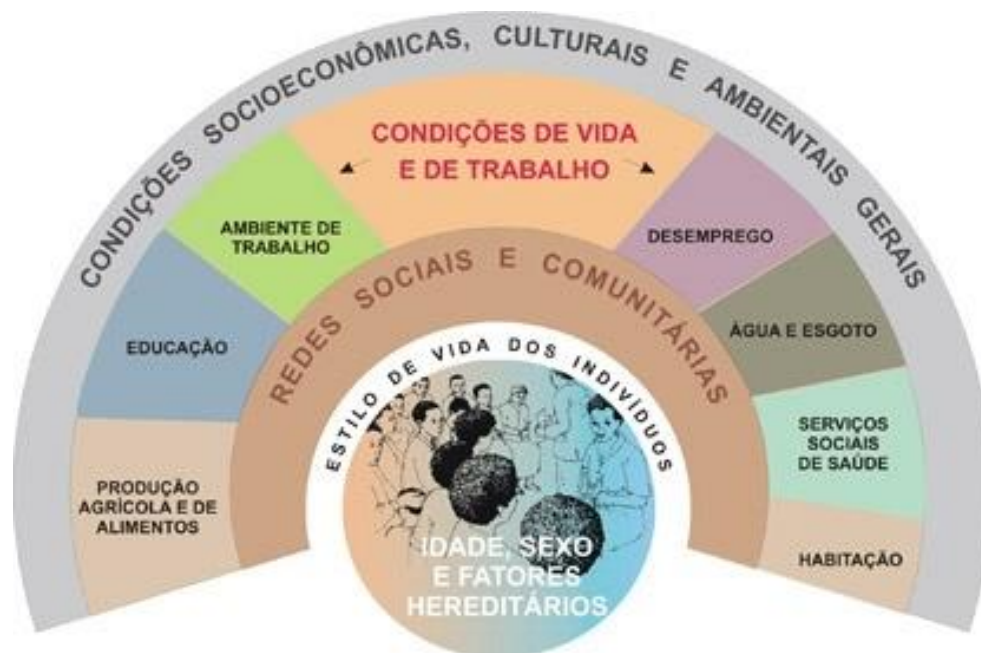 CONDIÇÕES SOCIOECONÔMICAS, CULTURAIS E AMBIENTAIS GERAIS
CONDIÇÕES DE VIDA
E DE TRABALHO
AMBIENTE DE
TRABALHO
DESEMPREGO
EDUCAÇÃO
ÁGUA E ESGOTO
PRODUÇÃO
AGRÍCOLA E DE
ALIMENTOS
SERVIÇOS
SOCIAIS
DE SAÚDE
HABITAÇÃO
REDES SOCIAIS E COMUNITÁRIAS
ESTILO DE VIDA DOS INDIVÍDUOS
IDADE, SEXO
E FATORES
HEREDITÁRIOS